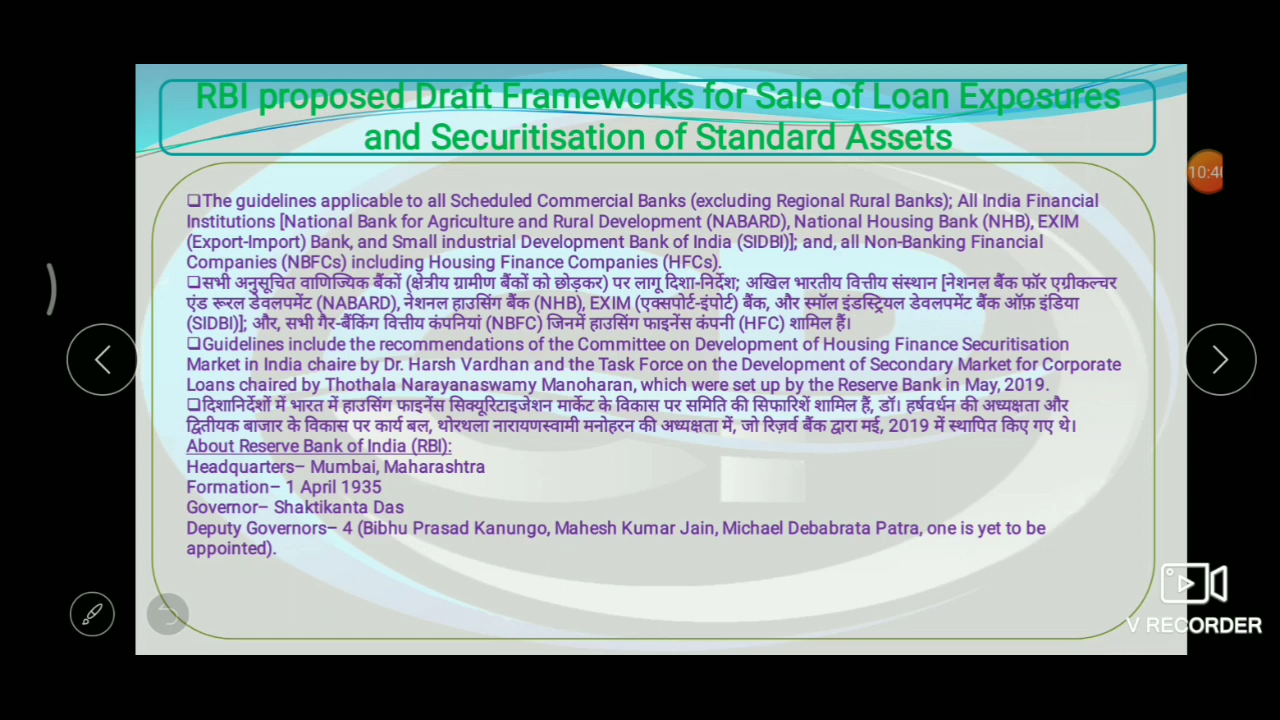 RBI proposed Draft Frameworks for Sale of Loan Exposures
and Securitisation of Standard Assets
❑The guidelines applicable to all Scheduled Commercial Banks (excluding Regional Rural Banks); All India Financial
Institutions [National Bank for Agriculture and Rural Development (NABARD), National Housing Bank (NHB), EXIM
(Export-Import) Bank, and Small industrial Development Bank of India (SIDBI)]; and, all Non-Banking Financial
Companies (NBFCs) including Housing Finance Companies (HFCs).
❑सभी अनुसूचित वाणिज्यिक बैंकों (क्षेत्रीय ग्रामीण बैंकों को छोड़कर) पर लागू दिशा-निर्देश; अखिल भारतीय वित्तीय संस्थान [नेशनल बैंक फॉर एग्रीकल्चर
एंड रूरल डेवलपमेंट (NABARD), नेशनल हाउसिंग बैंक (NHB), EXIM (एक्सपोर्ट-इंपोर्ट) बैंक, और स्मॉल इंडस्ट्रियल डेवलपमेंट बैंक ऑफ़ इंडिया
(SIDBI)]; और, सभी गैर-बैंकिंग वित्तीय कंपनियां (NBFC) जिनमें हाउसिंग फाइनेंस कंपनी (HFC) शामिल हैं।
❑Guidelines include the recommendations of the Committee on Development of Housing Finance Securitisation
Market in India chaire by Dr. Harsh Vardhan and the Task Force on the Development of Secondary Market for Corporate
Loans chaired by Thothala Narayanaswamy Manoharan, which were set up by the Reserve Bank in May, 2019.
❑दिशानिर्देशों में भारत में हाउसिंग फाइनेंस सिक्यूरिटाइजेशन मार्केट के विकास पर समिति की सिफारिशें शामिल हैं, डॉ। हर्षवर्धन की अध्यक्षता और
द्वितीयक बाजार के विकास पर कार्य बल, थोरथला नारायणस्वामी मनोहरन की अध्यक्षता में, जो रिज़र्व बैंक द्वारा मई, 2019 में स्थापित किए गए थे।
About Reserve Bank of India (RBI):
Headquarters– Mumbai, Maharashtra
Formation– 1 April 1935
Governor– Shaktikanta Das
Deputy Governors– 4 (Bibhu Prasad Kanungo, Mahesh Kumar Jain, Michael Debabrata Patra, one is yet to be
appointed).
V RECORDER